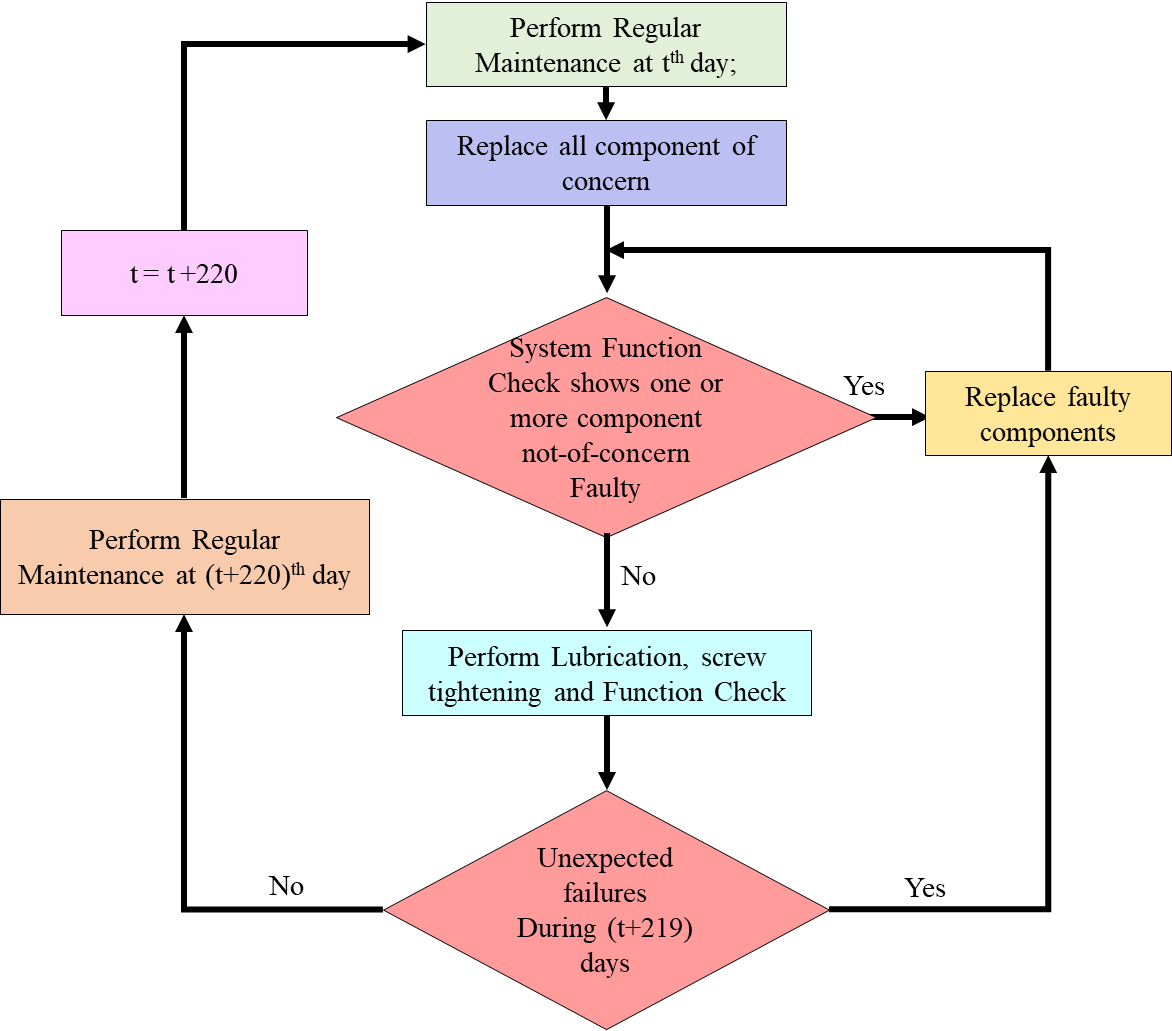 Perform Regular
Maintenance at tth day;
Replace all component of
concern
t = t +220
System Function
Check shows one or
more component
not-of-concern
Faulty
Yes
Replace faulty
components
Perform Regular
Maintenance at (t+220)th day
No
Perform Lubrication, screw
tightening and Function Check
Unexpected
failures
During (t+219)
days
No
Yes